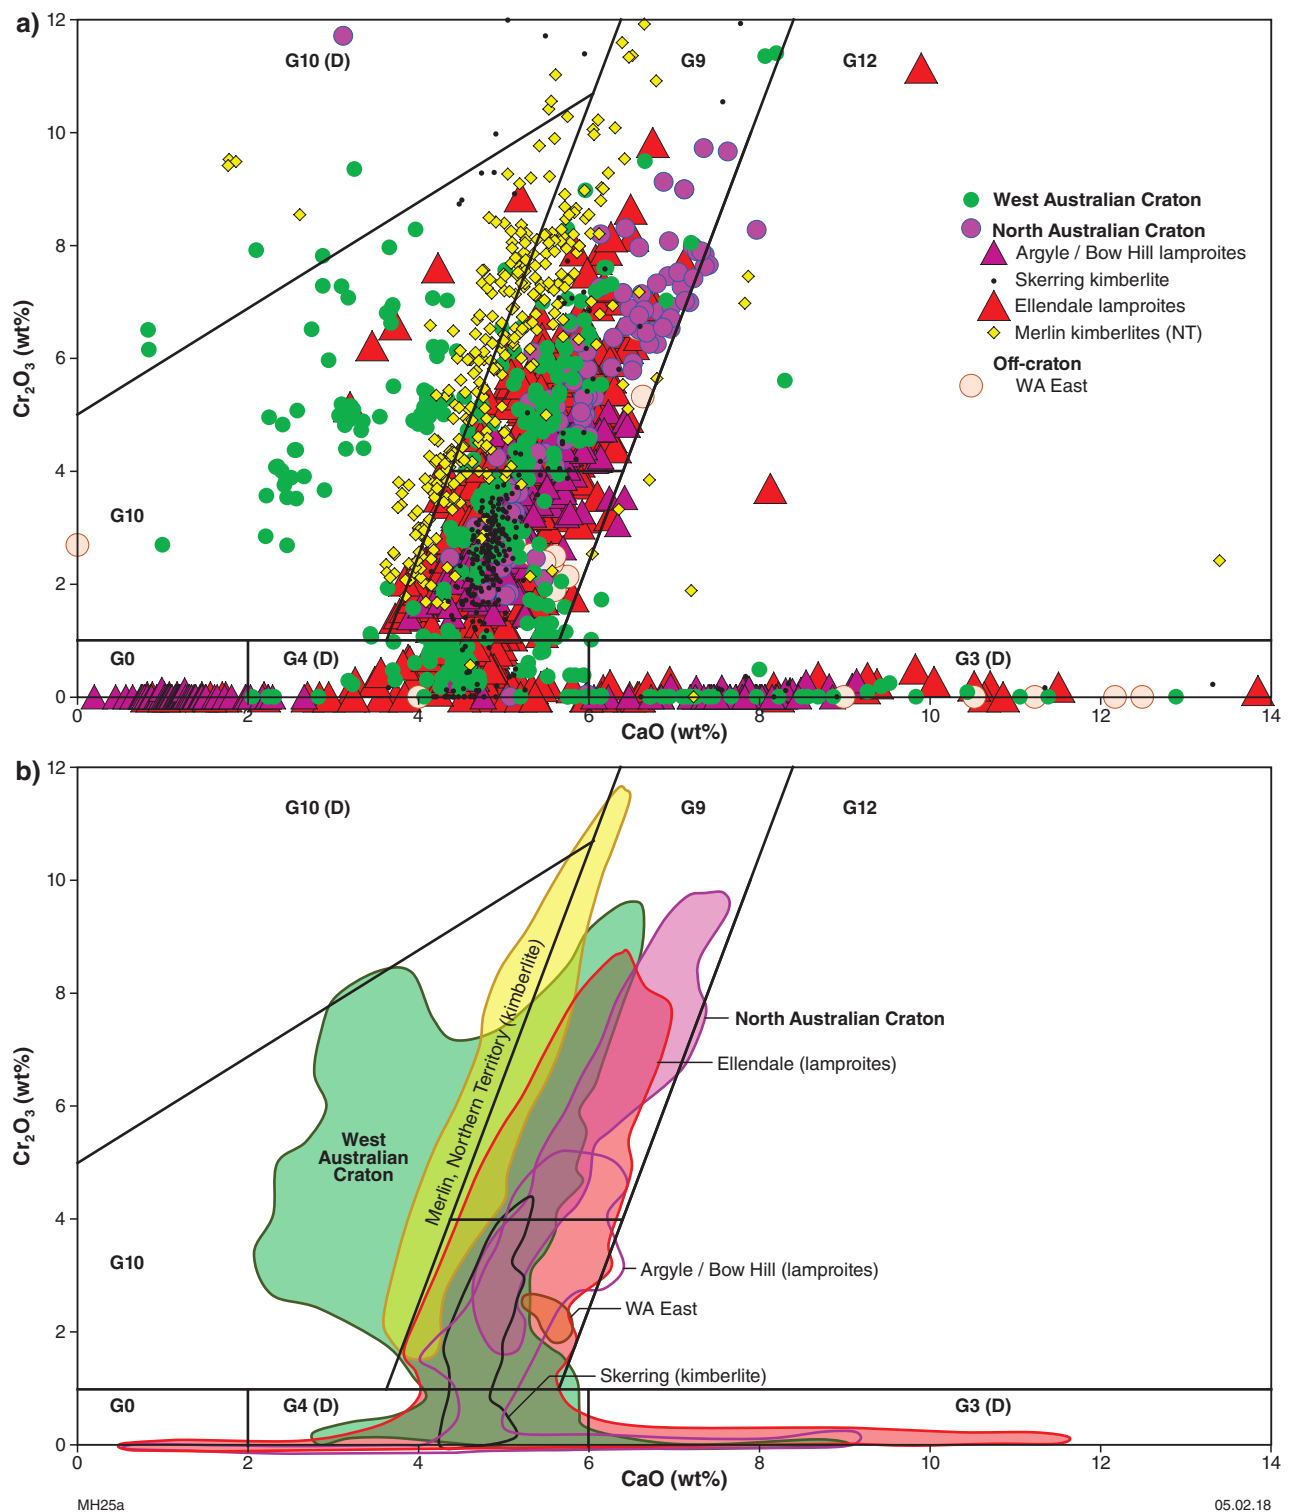 a)
12
10
8
6
4
2
0
Cr₂O₃ (wt%)
G10 (D)
G9
G12
G10
G0
G4 (D)
G3 (D)
West Australian Craton
North Australian Craton
Argyle / Bow Hill lamproites
Skerring kimberlite
Ellendale lamproites
Merlin kimberlites (NT)
Off-craton
WA East
0 2 4 6 8 10 12 14
CaO (wt%)
b)
12
10
8
6
4
2
0
Cr₂O₃ (wt%)
G10 (D)
G9
G12
Merlin, Northern Territory (kimberlite)
North Australian Craton
Ellendale (lamproites)
West
Australian
Craton
G10
Argyle / Bow Hill (lamproites)
WA East
Skerring (kimberlite)
G0
G4 (D)
G3 (D)
0 2 4 6 8 10 12 14
CaO (wt%)
MH25a
05.02.18